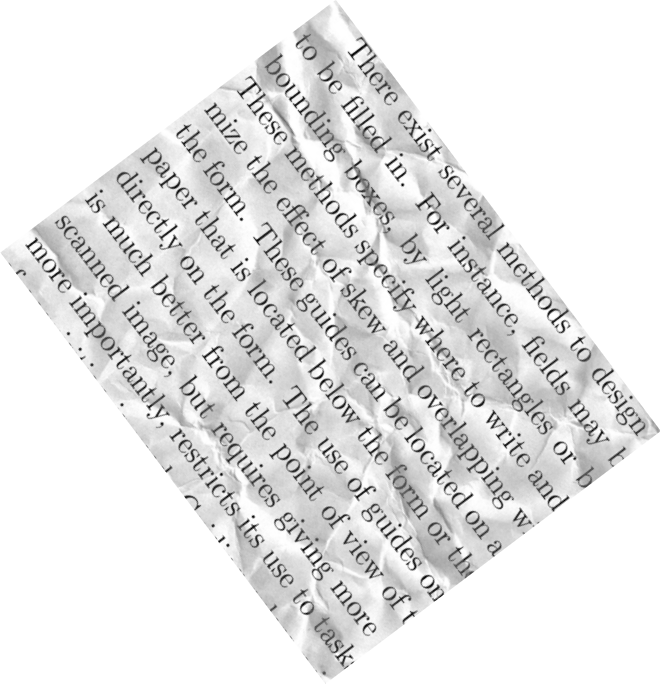 There exist several methods to design
to be filled in. For instance, fields may
bounding boxes, by light rectangles or
These methods specify where to write and
mize the effect of skew and overlapping
the form. These guides can be located on a
paper that is located below the form or
directly on the form. The use of guides on
is much better from the point of view of
scanned image, but requires giving more
more importantly, restricts its use to